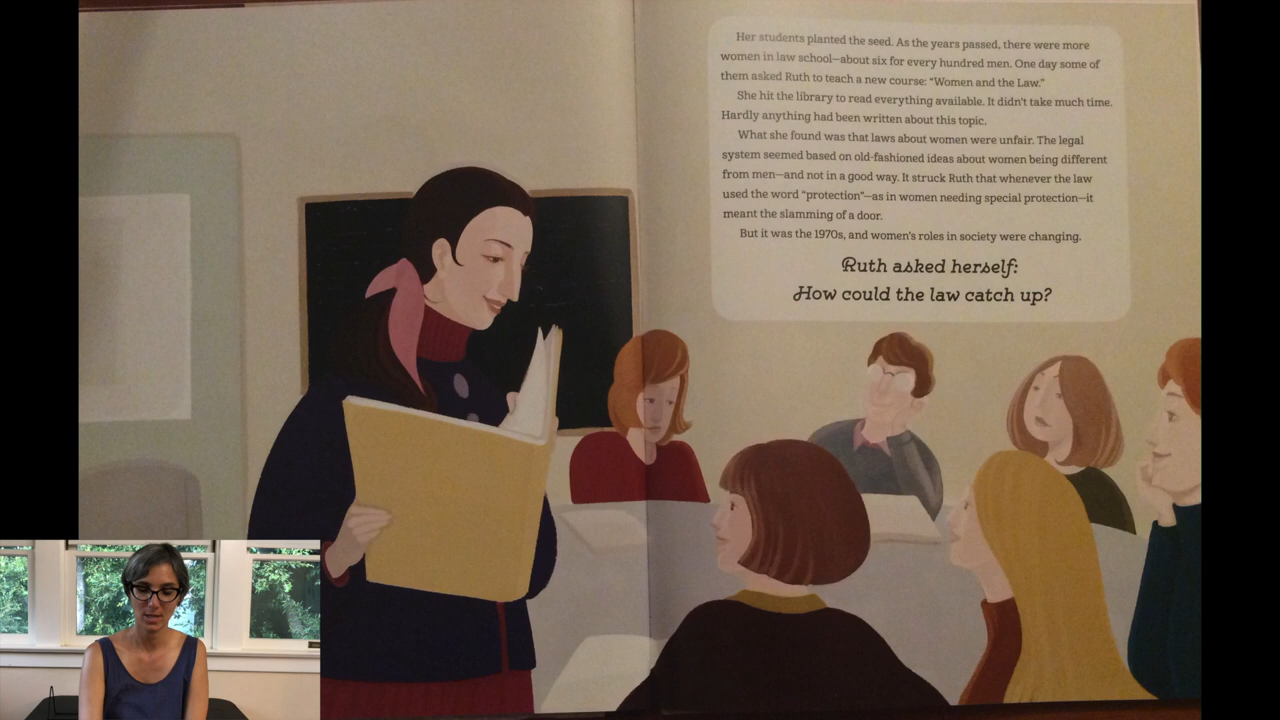 Her students planted the seed. As the years passed, there were more
women in law school—about six for every hundred men. One day some of
them asked Ruth to teach a new course: “Women and the Law.”
She hit the library to read everything available. It didn't take much time.
Hardly anything had been written about this topic.
What she found was that laws about women were unfair. The legal
system seemed based on old-fashioned ideas about women being different
from men—and not in a good way. It struck Ruth that whenever the law
used the word “protection”—as in women needing special protection—it
meant the slamming of a door.
But it was the 1970s, and women's roles in society were changing.
Ruth asked herself:
How could the law catch up?